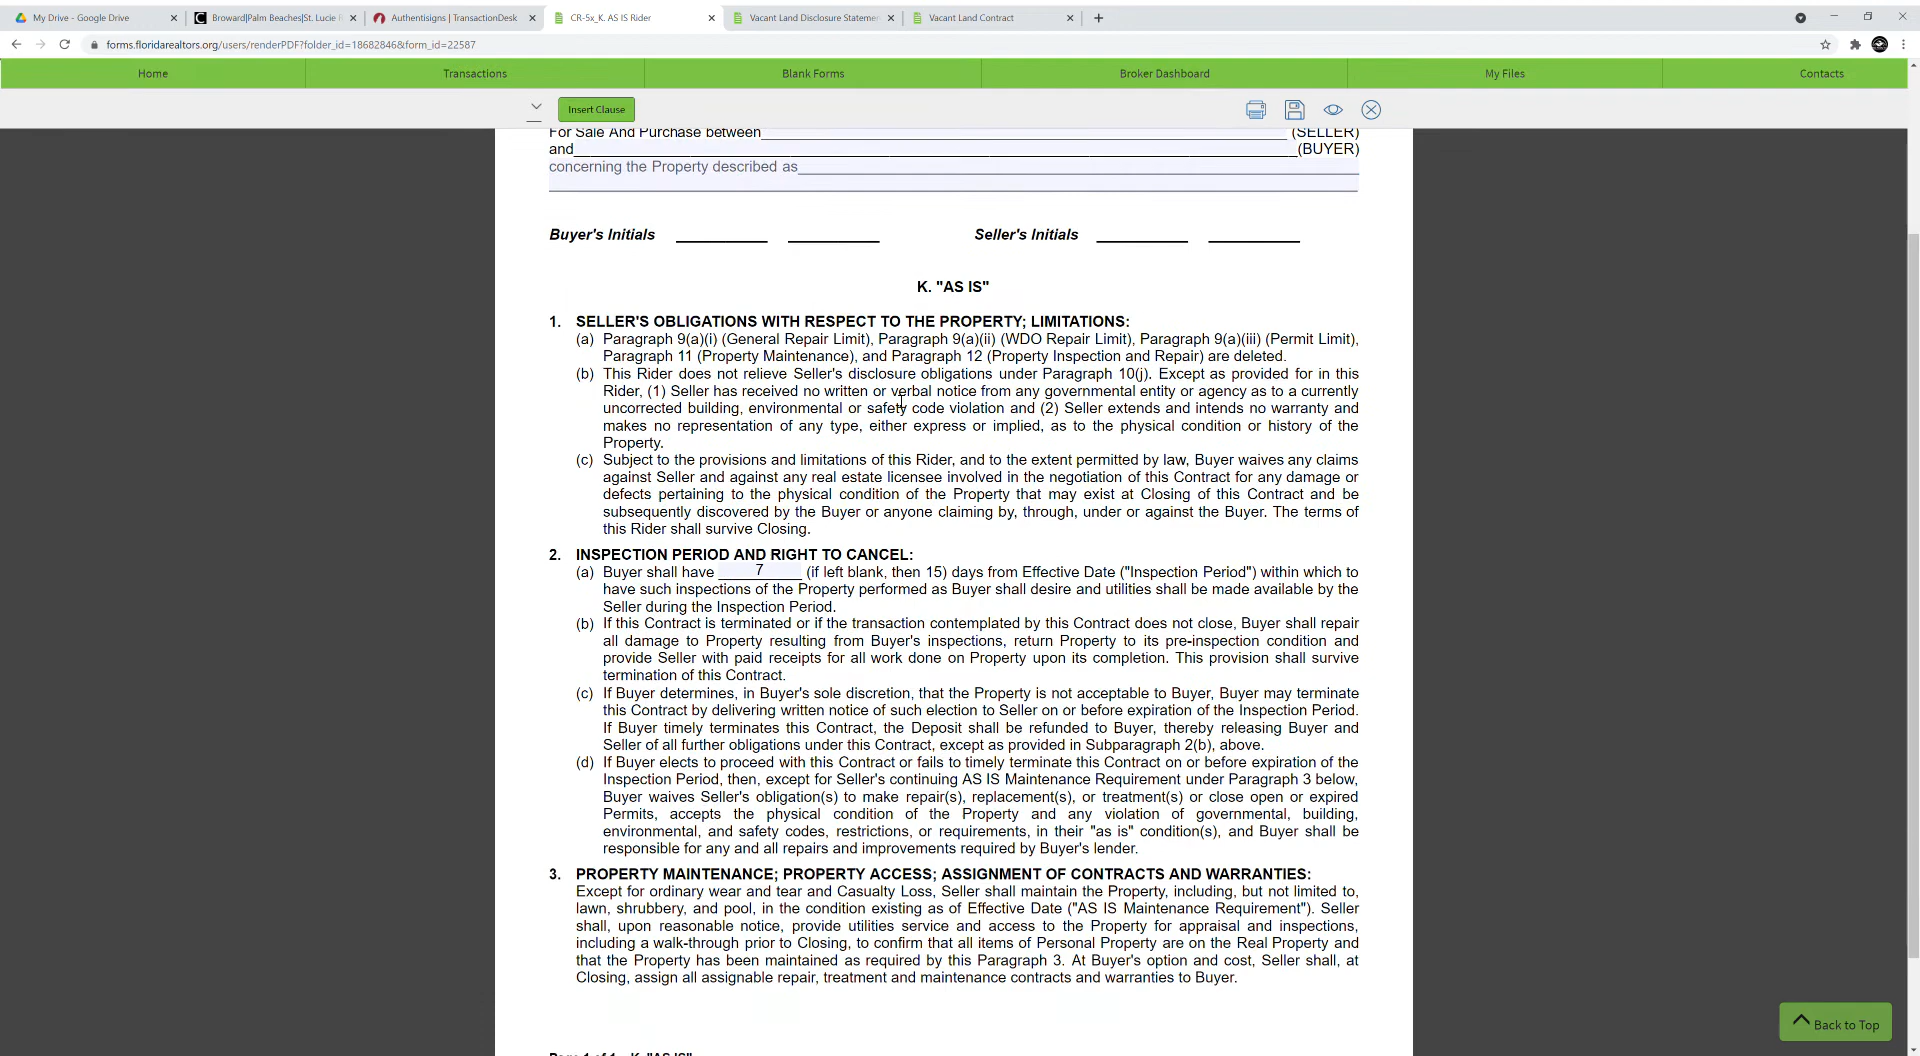 My Drive - Google Drive
Broward|Palm Beaches|St. Lucie
Authentisigns | TransactionDesk
CR-5x_K. AS IS Rider
Vacant Land Disclosure Statemen
Vacant Land Contract
forms.floridarealtors.org/users/renderPDF?folder_id=18682846&form_id=22587
Home
Transactions
Blank Forms
Broker Dashboard
My Files
Contacts
Insert Clause
For Sale And Purchase between (SELLER)
and (BUYER)
concerning the Property described as
Buyer's Initials
Seller's Initials
K. "AS IS"
1. SELLER'S OBLIGATIONS WITH RESPECT TO THE PROPERTY; LIMITATIONS:
(a) Paragraph 9(a)(i) (General Repair Limit), Paragraph 9(a)(ii) (WDO Repair Limit), Paragraph 9(a)(iii) (Permit Limit),
Paragraph 11 (Property Maintenance), and Paragraph 12 (Property Inspection and Repair) are deleted.
(b) This Rider does not relieve Seller's disclosure obligations under Paragraph 10(j). Except as provided for in this
Rider, (1) Seller has received no written or verbal notice from any governmental entity or agency as to a currently
uncorrected building, environmental or safety code violation and (2) Seller extends and intends no warranty and
makes no representation of any type, either express or implied, as to the physical condition or history of the
Property.
(c) Subject to the provisions and limitations of this Rider, and to the extent permitted by law, Buyer waives any claims
against Seller and against any real estate licensee involved in the negotiation of this Contract for any damage or
defects pertaining to the physical condition of the Property that may exist at Closing of this Contract and be
subsequently discovered by the Buyer or anyone claiming by, through, under or against the Buyer. The terms of
this Rider shall survive Closing.
2. INSPECTION PERIOD AND RIGHT TO CANCEL:
(a) Buyer shall have 7 (if left blank, then 15) days from Effective Date ("Inspection Period") within which to
have such inspections of the Property performed as Buyer shall desire and utilities shall be made available by the
Seller during the Inspection Period.
(b) If this Contract is terminated or if the transaction contemplated by this Contract does not close, Buyer shall repair
all damage to Property resulting from Buyer's inspections, return Property to its pre-inspection condition and
provide Seller with paid receipts for all work done on Property upon its completion. This provision shall survive
termination of this Contract.
(c) If Buyer determines, in Buyer's sole discretion, that the Property is not acceptable to Buyer, Buyer may terminate
this Contract by delivering written notice of such election to Seller on or before expiration of the Inspection Period.
If Buyer timely terminates this Contract, the Deposit shall be refunded to Buyer, thereby releasing Buyer and
Seller of all further obligations under this Contract, except as provided in Subparagraph 2(b), above.
(d) If Buyer elects to proceed with this Contract or fails to timely terminate this Contract on or before expiration of the
Inspection Period, then, except for Seller's continuing AS IS Maintenance Requirement under Paragraph 3 below,
Buyer waives Seller's obligation(s) to make repair(s), replacement(s), or treatment(s) or close open or expired
Permits, accepts the physical condition of the Property and any violation of governmental, building,
environmental, and safety codes, restrictions, or requirements, in their "as is" condition(s), and Buyer shall be
responsible for any and all repairs and improvements required by Buyer's lender.
3. PROPERTY MAINTENANCE; PROPERTY ACCESS; ASSIGNMENT OF CONTRACTS AND WARRANTIES:
Except for ordinary wear and tear and Casualty Loss, Seller shall maintain the Property, including, but not limited to,
lawn, shrubbery, and pool, in the condition existing as of Effective Date ("AS IS Maintenance Requirement"). Seller
shall, upon reasonable notice, provide utilities service and access to the Property for appraisal and inspections,
including a walk-through prior to Closing, to confirm that all items of Personal Property are on the Real Property and
that the Property has been maintained as required by this Paragraph 3. At Buyer's option and cost, Seller shall, at
Closing, assign all assignable repair, treatment and maintenance contracts and warranties to Buyer.
Back to Top
Page 1 of 1 K. "AS IS"